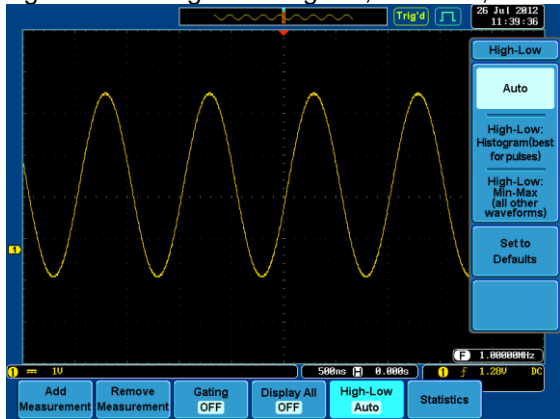 Trig'd
26 Jul 2012
11:39:36
High-Low
Auto
High-Low:
Histogram(best
for pulses)
High-Low:
Min-Max
(all other
waveforms)
Set to
Defaults
1
F 1.00000MHz
1 1V
500ns H 0.000s
1 1.28V DC
Add
Measurement
Remove
Measurement
Gating
OFF
Display All
OFF
High-Low
Auto
Statistics